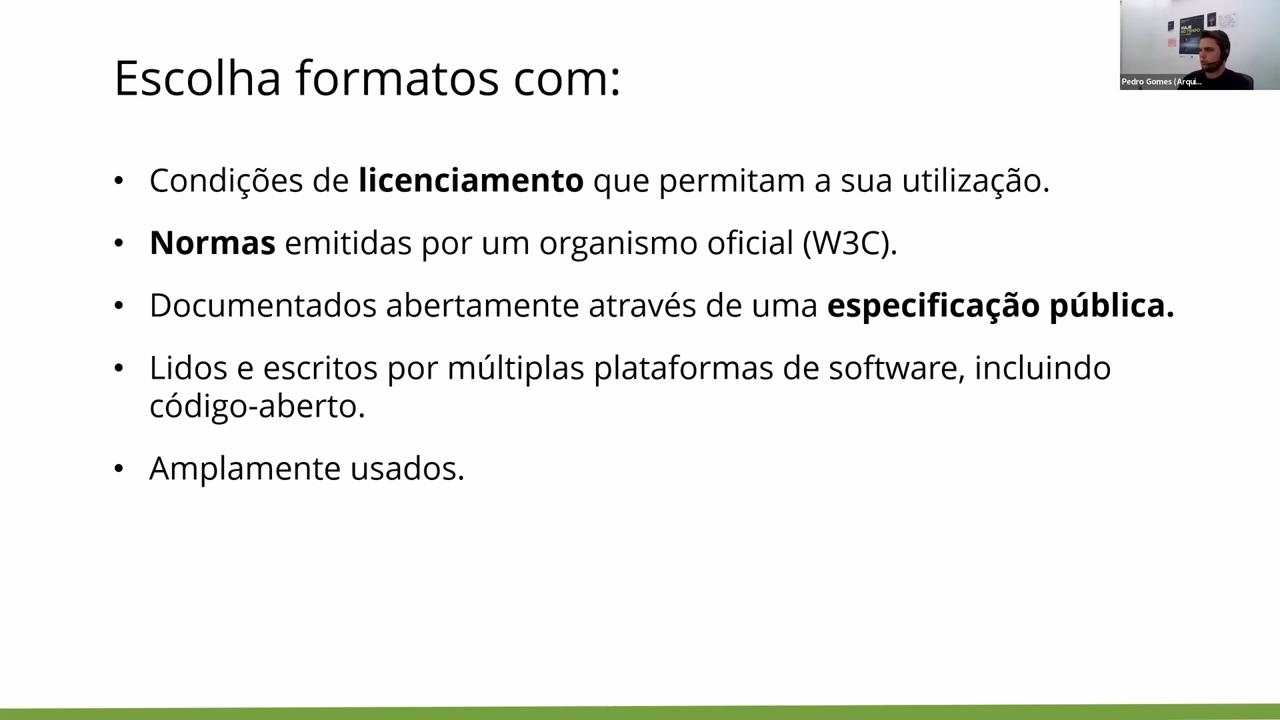 Escolha formatos com:
• Condições de licenciamento que permitam a sua utilização.
• Normas emitidas por um organismo oficial (W3C).
• Documentados abertamente através de uma especificação pública.
• Lidos e escritos por múltiplas plataformas de software, incluindo
código-aberto.
• Amplamente usados.
Pedro Gomes (Arqui...